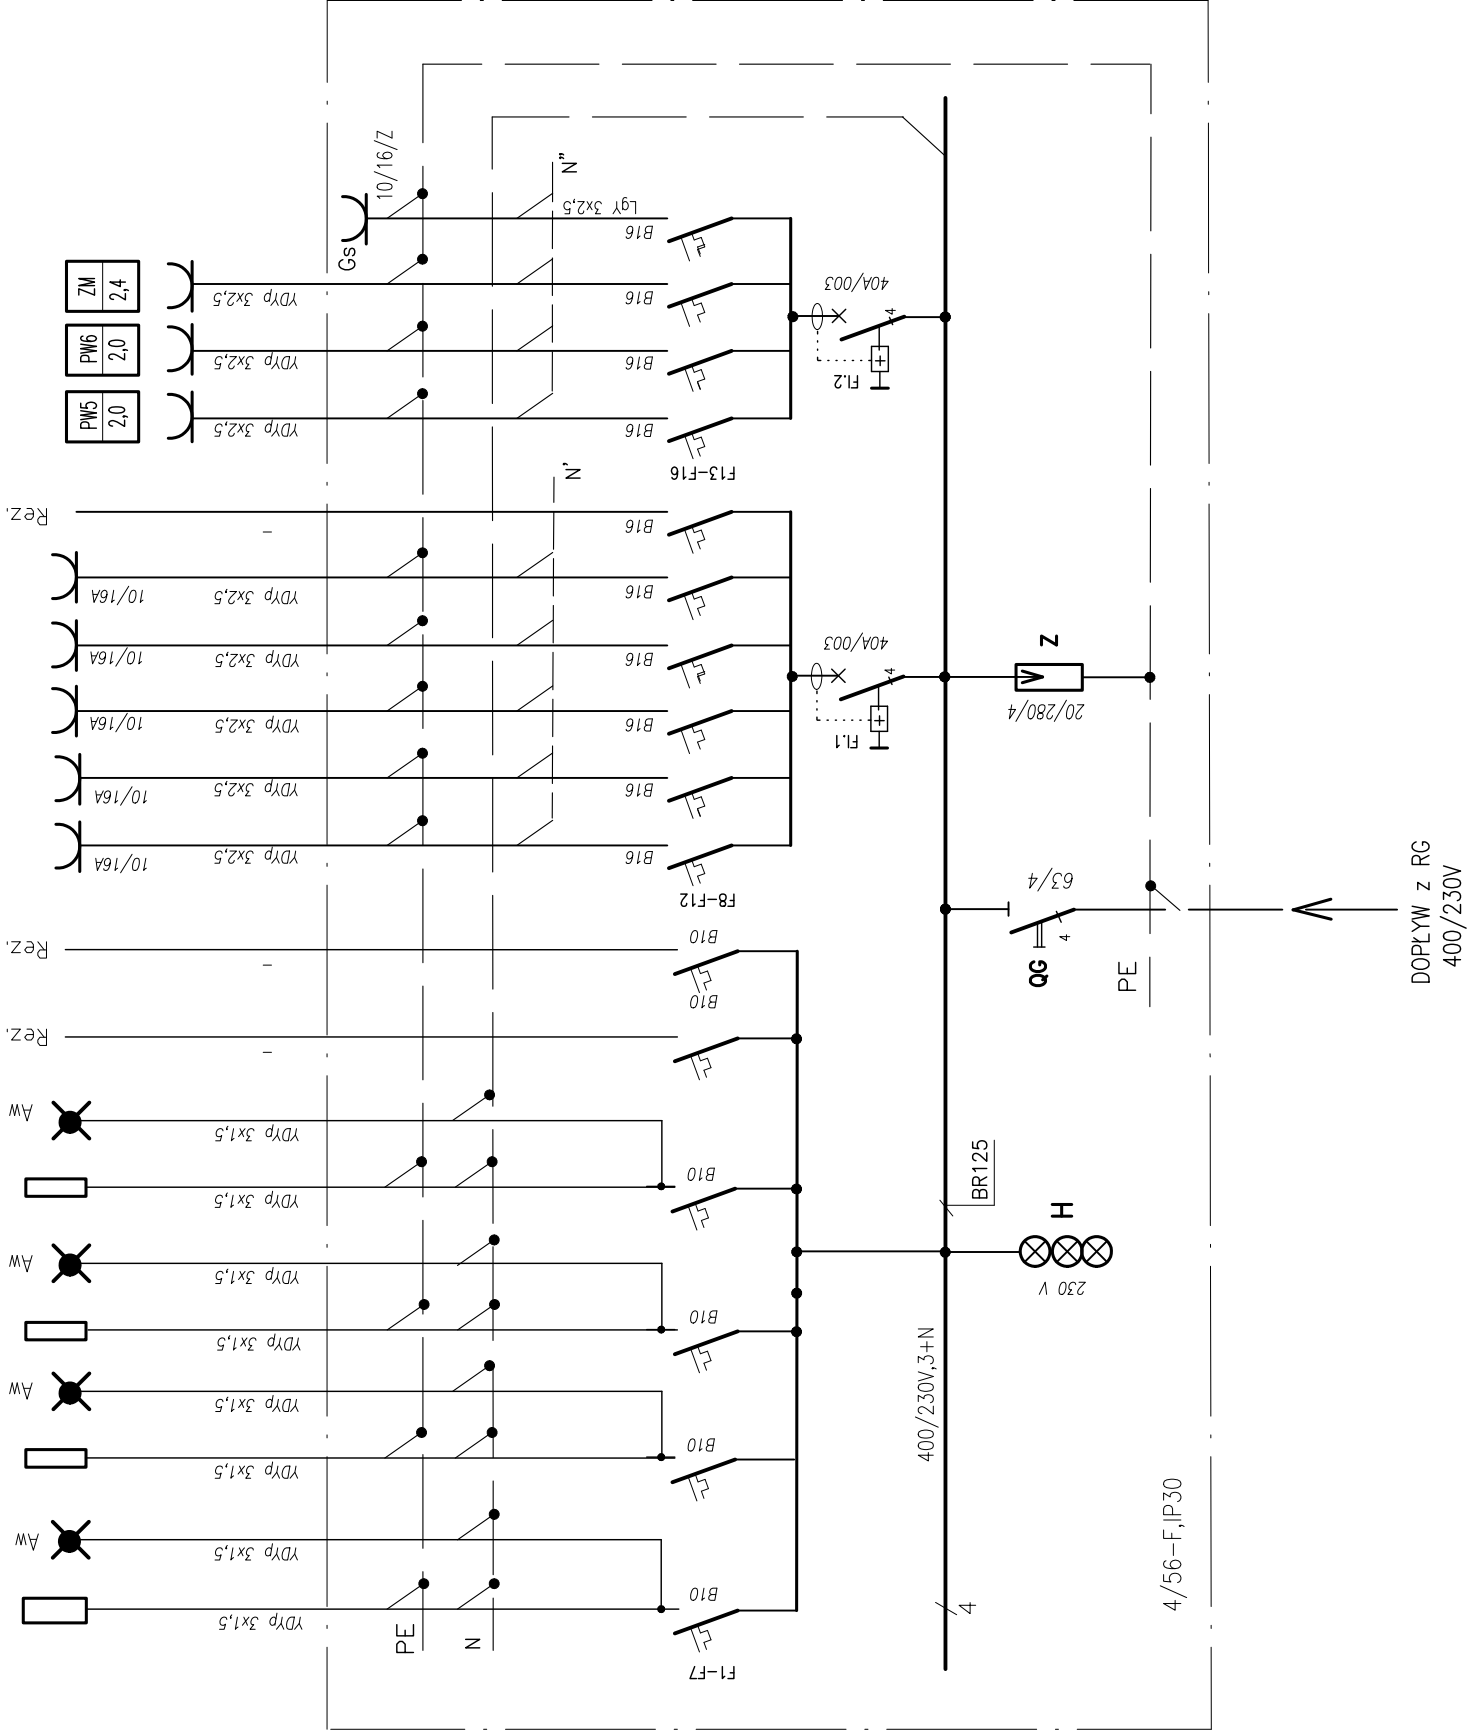 10/16/Z
N"
LgY 3x2,5
B16
Gs
ZM
2,4
YDYp 3x2,5
B16
40A/003
4
PW6
2,0
YDYp 3x2,5
B16
FI.2
PW5
2,0
YDYp 3x2,5
B16
F13-F16
N'
Rez.
-
B16
10/16A
YDYp 3x2,5
B16
10/16A
YDYp 3x2,5
B16
40A/003
4
Z
20/280/4
10/16A
YDYp 3x2,5
B16
FI.1
10/16A
YDYp 3x2,5
B16
10/16A
YDYp 3x2,5
B16
F8-F12
63/4
4
QG
PE
DOPŁYW z RG
400/230V
Rez.
-
B10
Rez.
-
B10
Aw
YDYp 3x1,5
YDYp 3x1,5
B10
BR125
H
230 V
Aw
YDYp 3x1,5
YDYp 3x1,5
B10
Aw
YDYp 3x1,5
YDYp 3x1,5
B10
400/230V,3+N
Aw
YDYp 3x1,5
YDYp 3x1,5
B10
PE
N
F1-F7
4
4/56-F,IP30